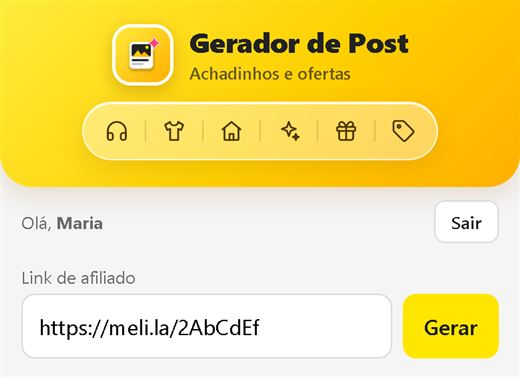 Gerador de Post
Achadinhos e ofertas
Olá, Maria
Sair
Link de afiliado
https://meli.la/2AbCdEf
Gerar